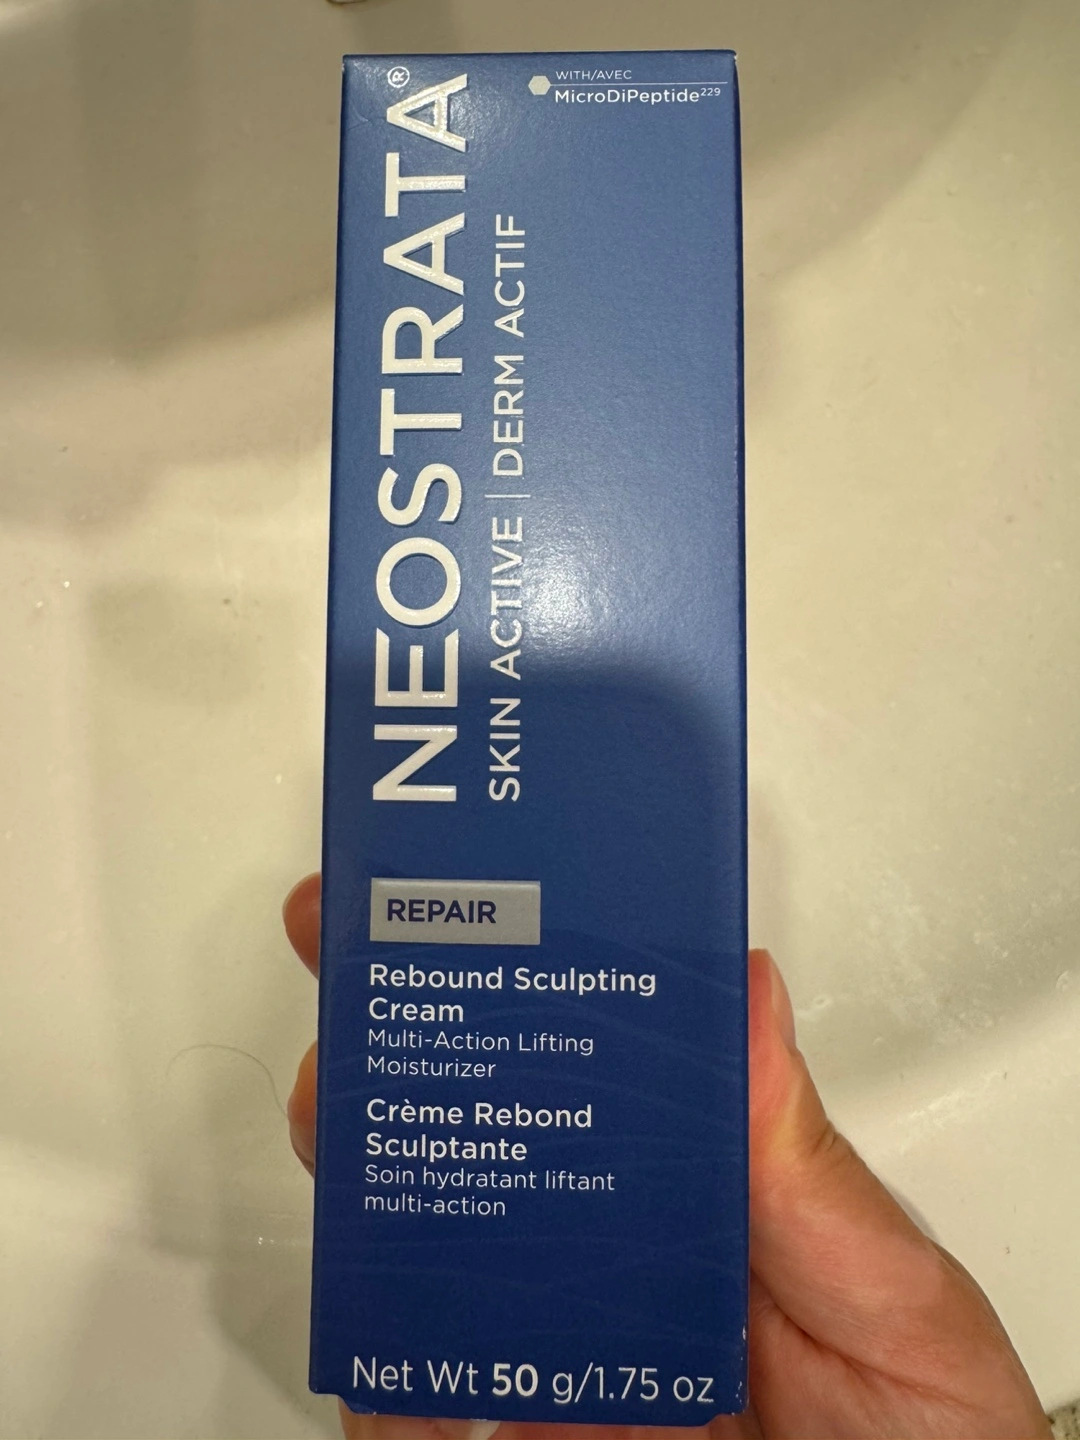 WITH/AVEC
MicroDiPeptide²²⁹
NEOSTRATA®
SKIN ACTIVE | DERM ACTIF
REPAIR
Rebound Sculpting
Cream
Multi-Action Lifting
Moisturizer
Crème Rebond
Sculptante
Soin hydratant liftant
multi-action
Net Wt 50 g/1.75 oz